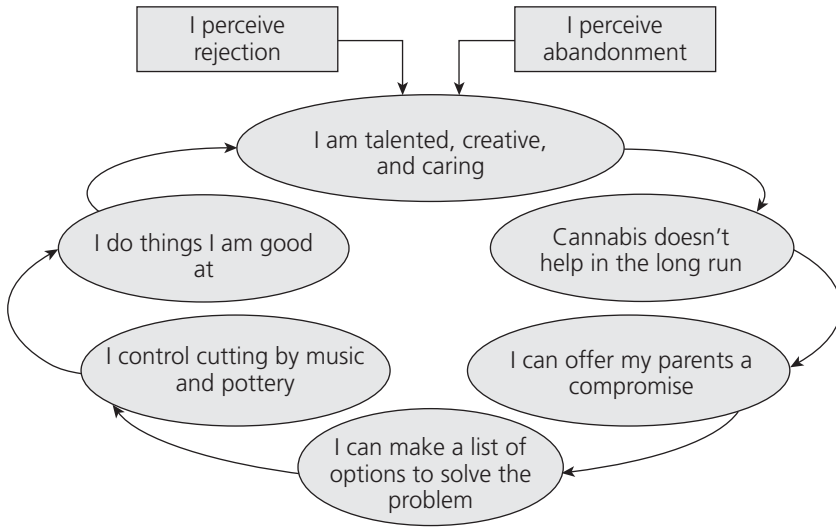 I perceive
rejection
I perceive
abandonment
I am talented, creative,
and caring
I do things I am good
at
Cannabis doesn't
help in the long run
I control cutting by music
and pottery
I can offer my parents a
compromise
I can make a list of
options to solve the
problem